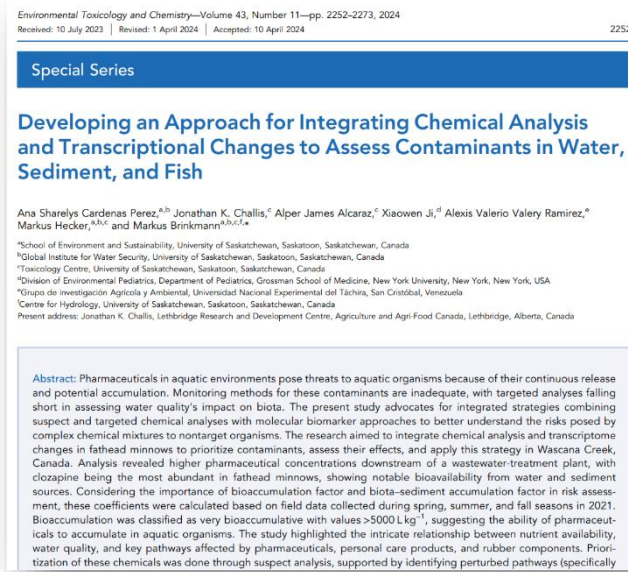 Environmental Toxicology and Chemistry—Volume 43, Number 11—pp. 2252–2273, 2024
Received: 10 July 2023 | Revised: 1 April 2024 | Accepted: 10 April 2024
2252
Special Series
Developing an Approach for Integrating Chemical Analysis
and Transcriptional Changes to Assess Contaminants in Water,
Sediment, and Fish
Ana Sharelys Cardenas Perez,a,b Jonathan K. Challis,c Alper James Alcaraz,c Xiaowen Ji,d Alexis Valerio Valery Ramirez,e
Markus Hecker,a,b,c and Markus Brinkmanna,b,c,f,*
aSchool of Environment and Sustainability, University of Saskatchewan, Saskatoon, Saskatchewan, Canada
bGlobal Institute for Water Security, University of Saskatchewan, Saskatoon, Saskatchewan, Canada
cToxicology Centre, University of Saskatchewan, Saskatoon, Saskatchewan, Canada
dDivision of Environmental Pediatrics, Department of Pediatrics, Grossman School of Medicine, New York University, New York, New York, USA
eGrupo de investigación Agrícola y Ambiental, Universidad Nacional Experimental del Táchira, San Cristóbal, Venezuela
fCentre for Hydrology, University of Saskatchewan, Saskatoon, Saskatchewan, Canada
Present address: Jonathan K. Challis, Lethbridge Research and Development Centre, Agriculture and Agri-Food Canada, Lethbridge, Alberta, Canada
Abstract: Pharmaceuticals in aquatic environments pose threats to aquatic organisms because of their continuous release
and potential accumulation. Monitoring methods for these contaminants are inadequate, with targeted analyses falling
short in assessing water quality's impact on biota. The present study advocates for integrated strategies combining
suspect and targeted chemical analyses with molecular biomarker approaches to better understand the risks posed by
complex chemical mixtures to nontarget organisms. The research aimed to integrate chemical analysis and transcriptome
changes in fathead minnows to prioritize contaminants, assess their effects, and apply this strategy in Wascana Creek,
Canada. Analysis revealed higher pharmaceutical concentrations downstream of a wastewater-treatment plant, with
clozapine being the most abundant in fathead minnows, showing notable bioavailability from water and sediment
sources. Considering the importance of bioaccumulation factor and biota–sediment accumulation factor in risk assess-
ment, these coefficients were calculated based on field data collected during spring, summer, and fall seasons in 2021.
Bioaccumulation was classified as very bioaccumulative with values >5000 L kg−1, suggesting the ability of pharmaceut-
icals to accumulate in aquatic organisms. The study highlighted the intricate relationship between nutrient availability,
water quality, and key pathways affected by pharmaceuticals, personal care products, and rubber components. Priori-
tization of these chemicals was done through suspect analysis, supported by identifying perturbed pathways (specifically